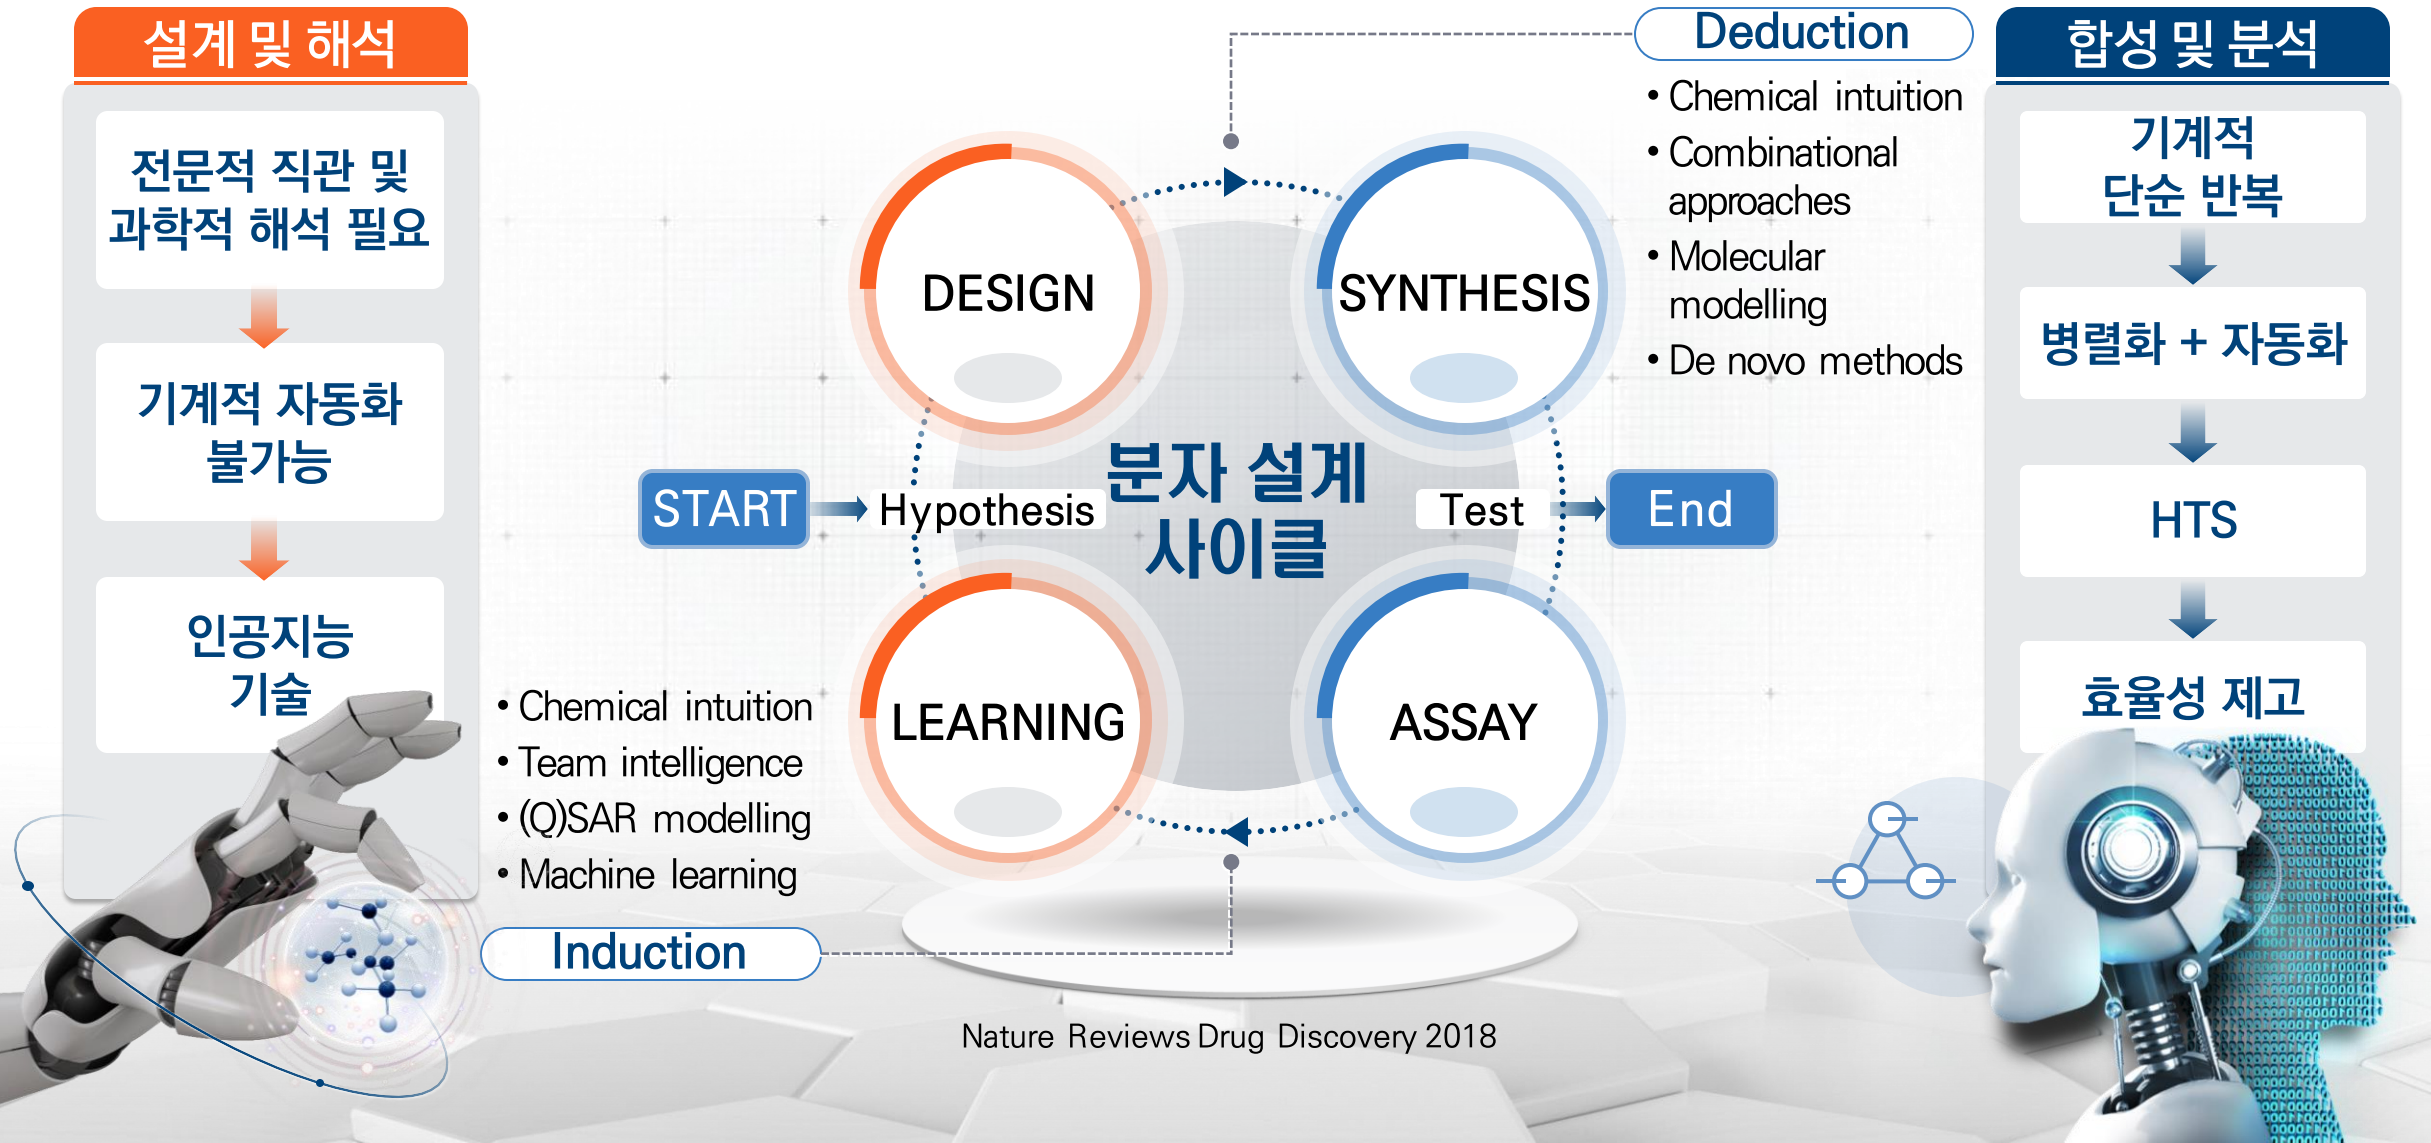 설계 및 해석
전문적 직관 및
과학적 해석 필요
기계적 자동화
불가능
인공지능
기술
DESIGN
SYNTHESIS
분자 설계
사이클
START
Hypothesis
Test
End
LEARNING
ASSAY
Deduction
• Chemical intuition
• Combinational
approaches
• Molecular
modelling
• De novo methods
• Chemical intuition
• Team intelligence
• (Q)SAR modelling
• Machine learning
Induction
Nature Reviews Drug Discovery 2018
합성 및 분석
기계적
단순 반복
병렬화 + 자동화
HTS
효율성 제고